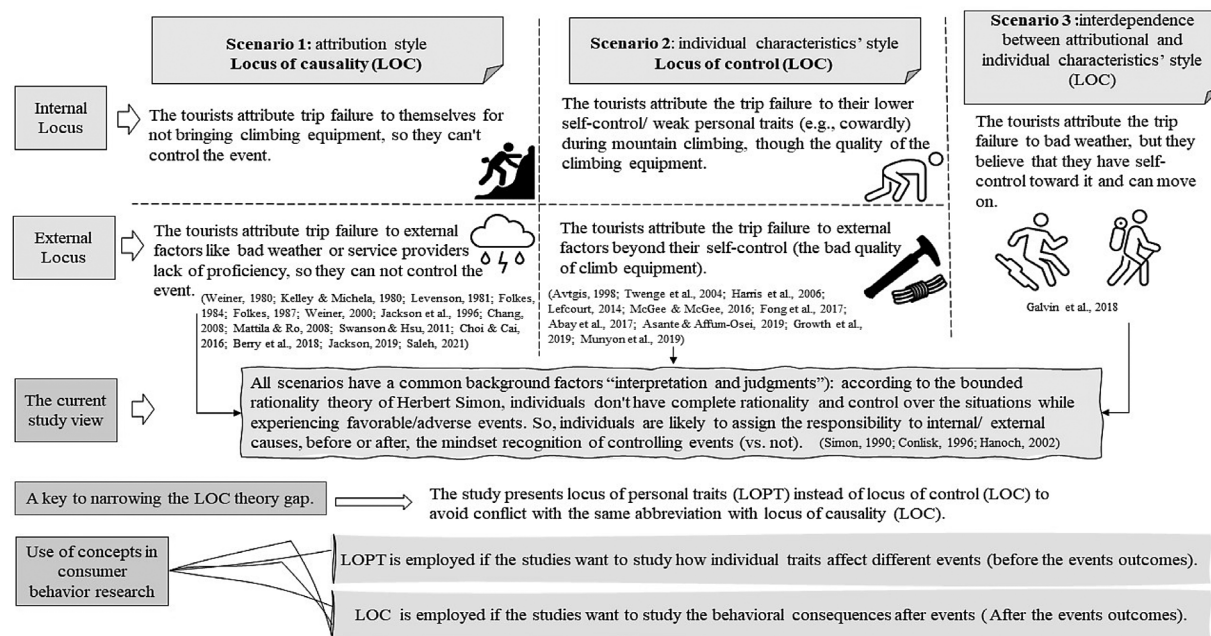 Scenario 1: attribution style
Locus of causality (LOC)
Scenario 2: individual characteristics' style
Locus of control (LOC)
Scenario 3 :interdependence
between attributional and
individual characteristics' style
(LOC)
Internal
Locus
The tourists attribute trip failure to themselves for
not bringing climbing equipment, so they can't
control the event.
The tourists attribute the trip failure to their lower
self-control/ weak personal traits (e.g., cowardly)
during mountain climbing, though the quality of the
climbing equipment.
The tourists attribute the trip
failure to bad weather, but they
believe that they have self-
control toward it and can move
on.
External
Locus
The tourists attribute trip failure to external
factors like bad weather or service providers
lack of proficiency, so they can not control the
event.
(Weiner, 1980; Kelley & Michela, 1980; Levenson, 1981; Folkes,
1984; Folkes, 1987; Weiner, 2000; Jackson et al., 1996; Chang,
2008; Mattila & Ro, 2008; Swanson & Hsu, 2011; Choi & Cai,
2016; Berry et al., 2018; Jackson, 2019; Saleh, 2021)
The tourists attribute the trip failure to external
factors beyond their self-control (the bad quality
of climb equipment).
(Avtgis, 1998; Twenge et al., 2004; Harris et al., 2006;
Lefcourt, 2014; McGee & McGee, 2016; Fong et al., 2017;
Abay et al., 2017; Asante & Affum-Osei, 2019; Growth et al.,
2019; Munyon et al., 2019)
Galvin et al., 2018
The current
study view
All scenarios have a common background factors “interpretation and judgments”): according to the bounded
rationality theory of Herbert Simon, individuals don't have complete rationality and control over the situations while
experiencing favorable/adverse events. So, individuals are likely to assign the responsibility to internal/ external
causes, before or after, the mindset recognition of controlling events (vs. not). (Simon, 1990; Conlisk, 1996; Hanoch, 2002)
A key to narrowing the LOC theory gap.
The study presents locus of personal traits (LOPT) instead of locus of control (LOC) to
avoid conflict with the same abbreviation with locus of causality (LOC).
Use of concepts in
consumer
behavior research
LOPT is employed if the studies want to study how individual traits affect different events (before the events outcomes).
LOC is employed if the studies want to study the behavioral consequences after events ( After the events outcomes).